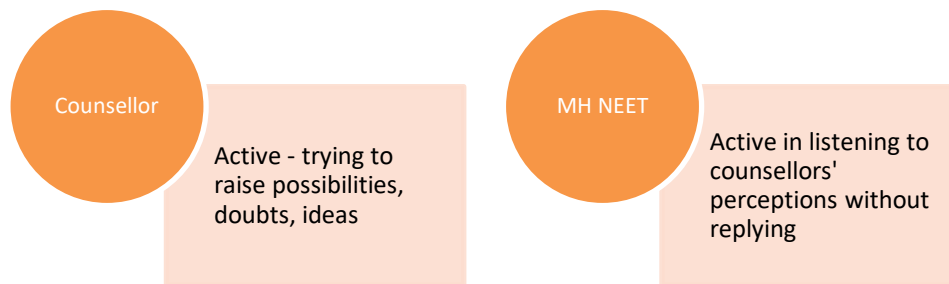 Counsellor
Active - trying to
raise possibilities,
doubts, ideas
MH NEET
Active in listening to
counsellors'
perceptions without
replying